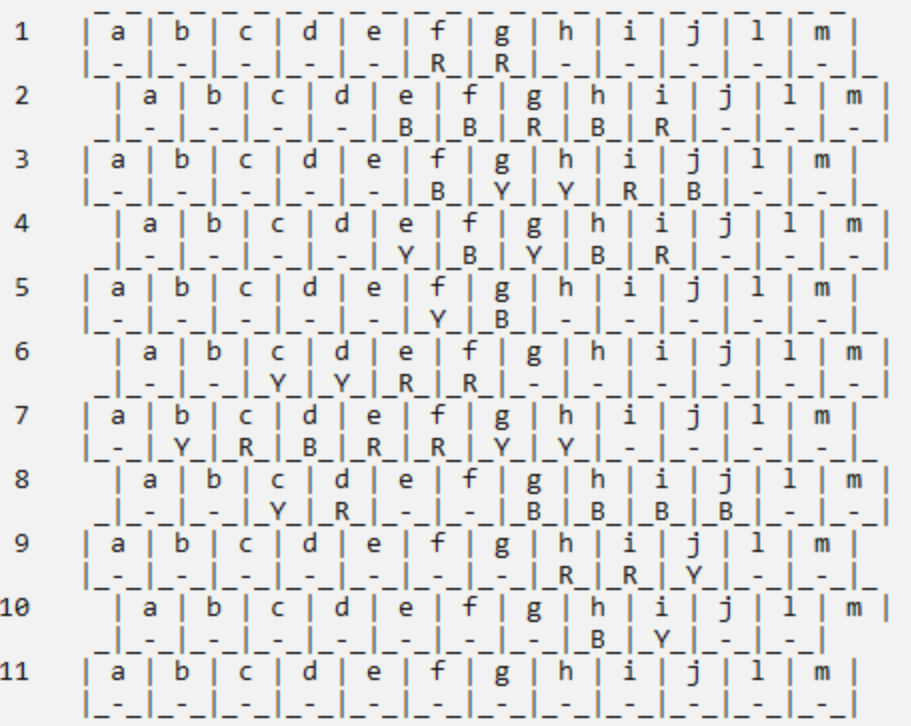 _ _ _ _ _ _ _ _ _ _ _ _ _ _ _ _ _ _ _ _ _ _ _ _
1 | a | b | c | d | e | f | g | h | i | j | l | m |
|_-_|_-_|_-_|_-_|_-_|_R_|_R_|_-_|_-_|_-_|_-_|_-_|_
2 | a | b | c | d | e | f | g | h | i | j | l | m |
_|_-_|_-_|_-_|_-_|_B_|_B_|_R_|_B_|_R_|_-_|_-_|_-_|
3 | a | b | c | d | e | f | g | h | i | j | l | m |
|_-_|_-_|_-_|_-_|_-_|_B_|_Y_|_Y_|_R_|_B_|_-_|_-_|_
4 | a | b | c | d | e | f | g | h | i | j | l | m |
_|_-_|_-_|_-_|_-_|_Y_|_B_|_Y_|_B_|_R_|_-_|_-_|_-_|
5 | a | b | c | d | e | f | g | h | i | j | l | m |
|_-_|_-_|_-_|_-_|_-_|_Y_|_B_|_-_|_-_|_-_|_-_|_-_|_
6 | a | b | c | d | e | f | g | h | i | j | l | m |
_|_-_|_-_|_Y_|_Y_|_R_|_R_|_-_|_-_|_-_|_-_|_-_|_-_|
7 | a | b | c | d | e | f | g | h | i | j | l | m |
|_-_|_Y_|_R_|_B_|_R_|_R_|_Y_|_Y_|_-_|_-_|_-_|_-_|_
8 | a | b | c | d | e | f | g | h | i | j | l | m |
_|_-_|_-_|_Y_|_R_|_-_|_-_|_B_|_B_|_B_|_B_|_-_|_-_|
9 | a | b | c | d | e | f | g | h | i | j | l | m |
|_-_|_-_|_-_|_-_|_-_|_-_|_-_|_R_|_R_|_Y_|_-_|_-_|_
10 | a | b | c | d | e | f | g | h | i | j | l | m |
_|_-_|_-_|_-_|_-_|_-_|_-_|_-_|_B_|_Y_|_-_|_-_|
11 | a | b | c | d | e | f | g | h | i | j | l | m |
|_-_|_-_|_-_|_-_|_-_|_-_|_-_|_-_|_-_|_-_|_-_|_-_|